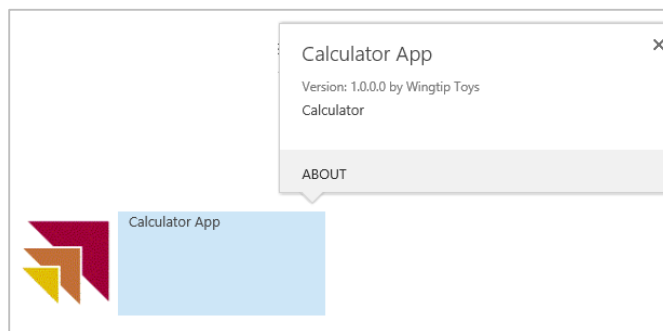 Calculator App
Version: 1.0.0.0 by Wingtip Toys
Calculator
ABOUT
Calculator App